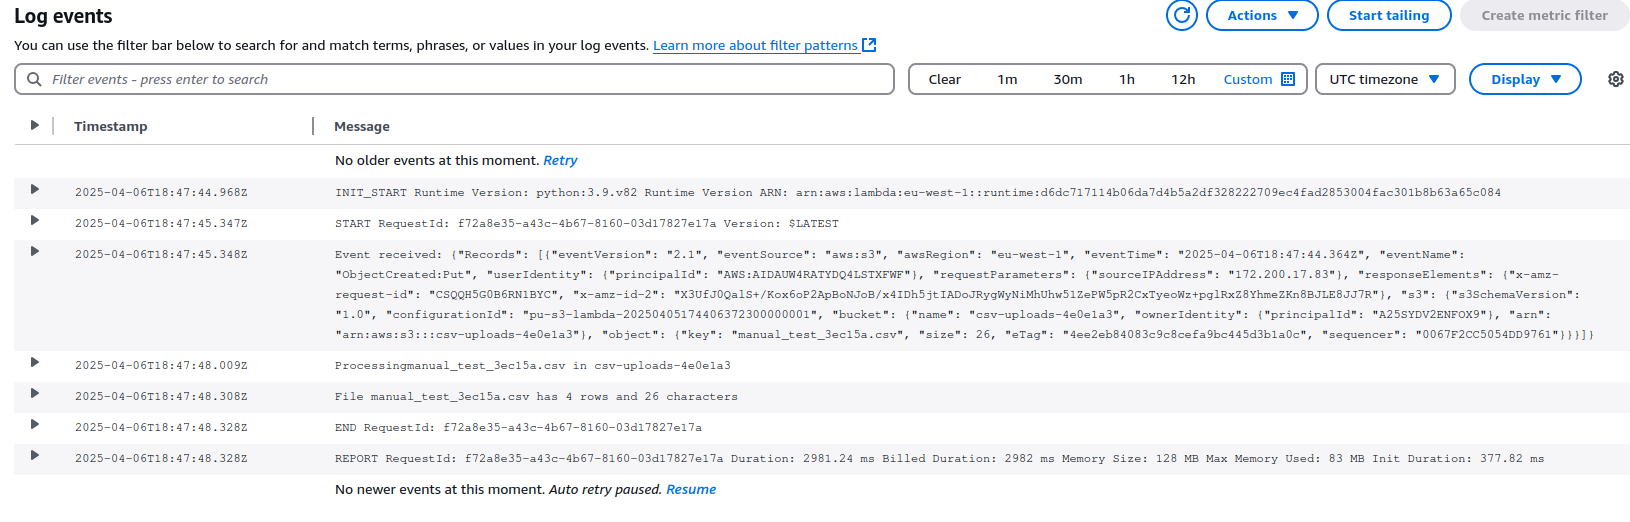 Log events
Actions
Start tailing
Create metric filter
You can use the filter bar below to search for and match terms, phrases, or values in your log events. Learn more about filter patterns
Filter events - press enter to search
Clear 1m 30m 1h 12h Custom
UTC timezone
Display
Timestamp Message
No older events at this moment. Retry
2025-04-06T18:47:44.968Z INIT_START Runtime Version: python:3.9.v82 Runtime Version ARN: arn:aws:lambda:eu-west-1::runtime:d6dc717114b06da7d4b5a2df328222709ec4fad2853004fac301b8b63a65c084
2025-04-06T18:47:45.347Z START RequestId: f72a8e35-a43c-4b67-8160-03d17827e17a Version: $LATEST
2025-04-06T18:47:45.348Z Event received: {"Records": [{"eventVersion": "2.1", "eventSource": "aws:s3", "awsRegion": "eu-west-1", "eventTime": "2025-04-06T18:47:44.364Z", "eventName":
"ObjectCreated:Put", "userIdentity": {"principalId": "AWS:AIDAUW4RATYDQ4LSTXFWF"}, "requestParameters": {"sourceIPAddress": "172.200.17.83"}, "responseElements": {"x-amz-
request-id": "CSQQH5G0B6RN1BYC", "x-amz-id-2": "X3UfJ0QalS+/Kox6oP2ApBoNJoB/x4IDh5jtIADoJRygWyNiMhUhw51ZePW5pR2CxTyeoWz+pglRxZ8YhmeZKn8BJLE8JJ7R"}, "s3": {"s3SchemaVersion":
"1.0", "configurationId": "pu-s3-lambda-20250405174406372300000001", "bucket": {"name": "csv-uploads-4e0e1a3", "ownerIdentity": {"principalId": "A25SYDV2ENFOX9"}, "arn":
"arn:aws:s3:::csv-uploads-4e0e1a3"}, "object": {"key": "manual_test_3ec15a.csv", "size": 26, "eTag": "4ee2eb84083c9c8cefa9bc445d3b1a0c", "sequencer": "0067F2CC5054DD9761"}}}]}
2025-04-06T18:47:48.009Z Processingmanual_test_3ec15a.csv in csv-uploads-4e0e1a3
2025-04-06T18:47:48.308Z File manual_test_3ec15a.csv has 4 rows and 26 characters
2025-04-06T18:47:48.328Z END RequestId: f72a8e35-a43c-4b67-8160-03d17827e17a
2025-04-06T18:47:48.328Z REPORT RequestId: f72a8e35-a43c-4b67-8160-03d17827e17a Duration: 2981.24 ms Billed Duration: 2982 ms Memory Size: 128 MB Max Memory Used: 83 MB Init Duration: 377.82 ms
No newer events at this moment. Auto retry paused. Resume